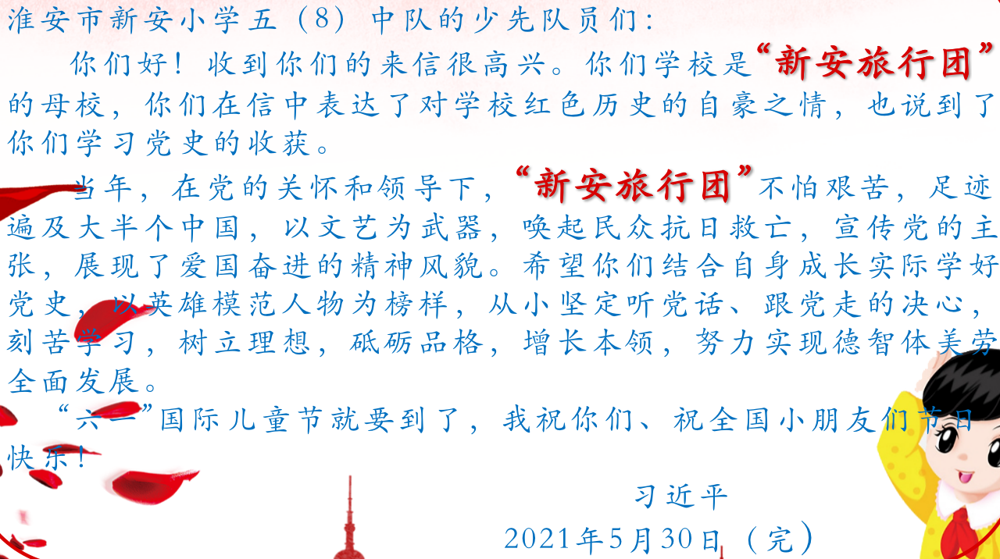 淮安市新安小学五（8）中队的少先队员们：
你们好！收到你们的来信很高兴。你们学校是“新安旅行团”
的母校，你们在信中表达了对学校红色历史的自豪之情，也说到了
你们学习党史的收获。
当年，在党的关怀和领导下，“新安旅行团”不怕艰苦，足迹
遍及大半个中国，以文艺为武器，唤起民众抗日救亡，宣传党的主
张，展现了爱国奋进的精神风貌。希望你们结合自身成长实际学好
党史，以英雄模范人物为榜样，从小坚定听党话、跟党走的决心，
刻苦学习，树立理想，砥砺品格，增长本领，努力实现德智体美劳
全面发展。
“六一”国际儿童节就要到了，我祝你们、祝全国小朋友们节日
快乐！
习近平
2021年5月30日（完）